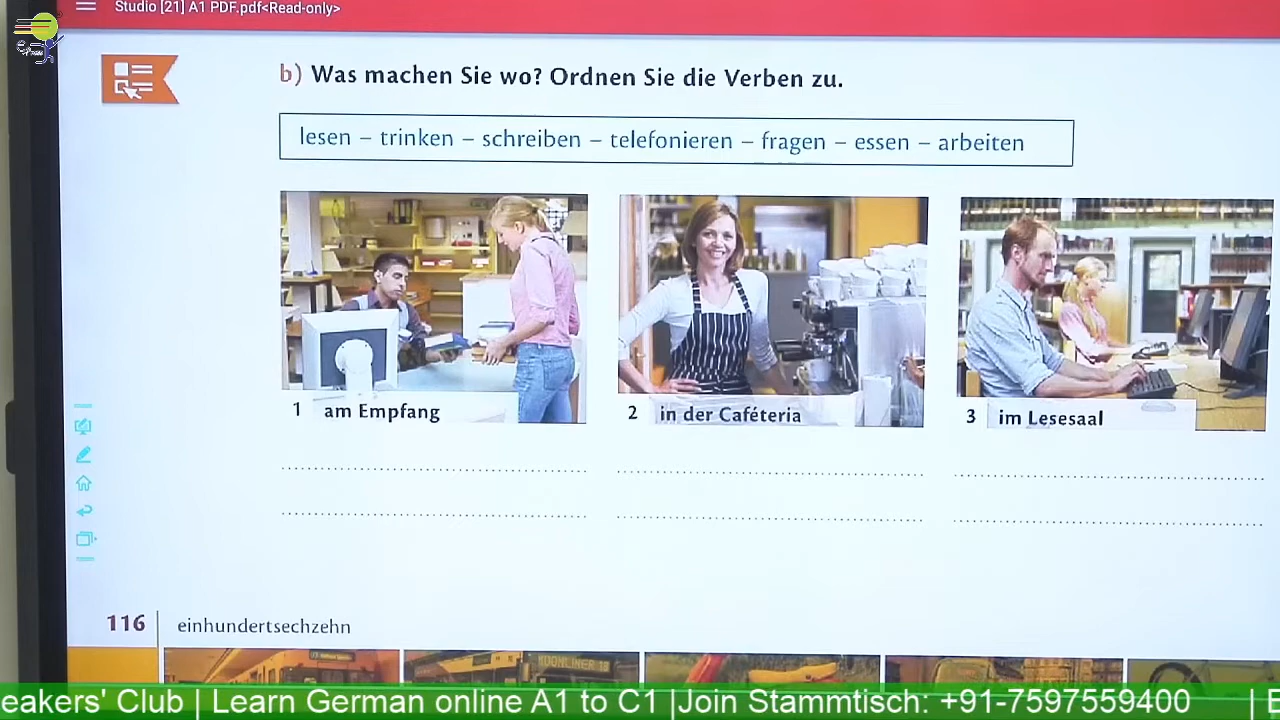 Studio [21] A1 PDF.pdf<Read-only>
b) Was machen Sie wo? Ordnen Sie die Verben zu.
lesen – trinken – schreiben – telefonieren – fragen – essen – arbeiten
1 am Empfang
2 in der Caféteria
3 im Lesesaal
116 einhundertsechzehn
MOONLINER 18
eakers' Club | Learn German online A1 to C1 |Join Stammtisch: +91-7597559400 | E